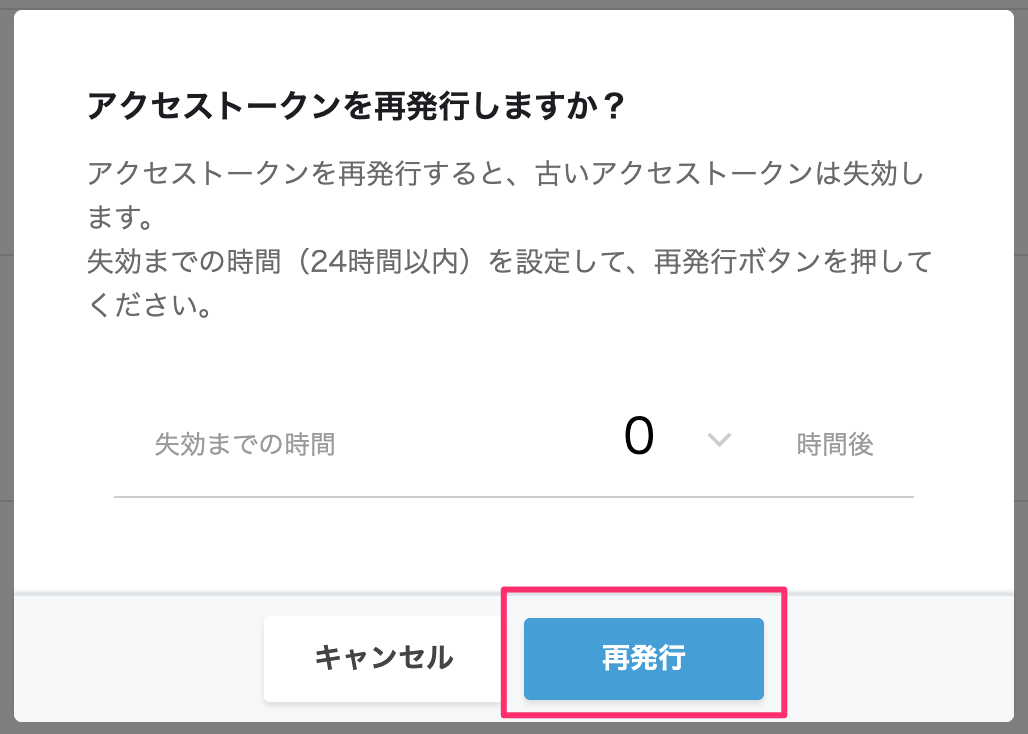 アクセストークンを再発行しますか？
アクセストークンを再発行すると、古いアクセストークンは失効し
ます。
失効までの時間（24時間以内）を設定して、再発行ボタンを押して
ください。
失効までの時間 0 時間後
キャンセル 再発行